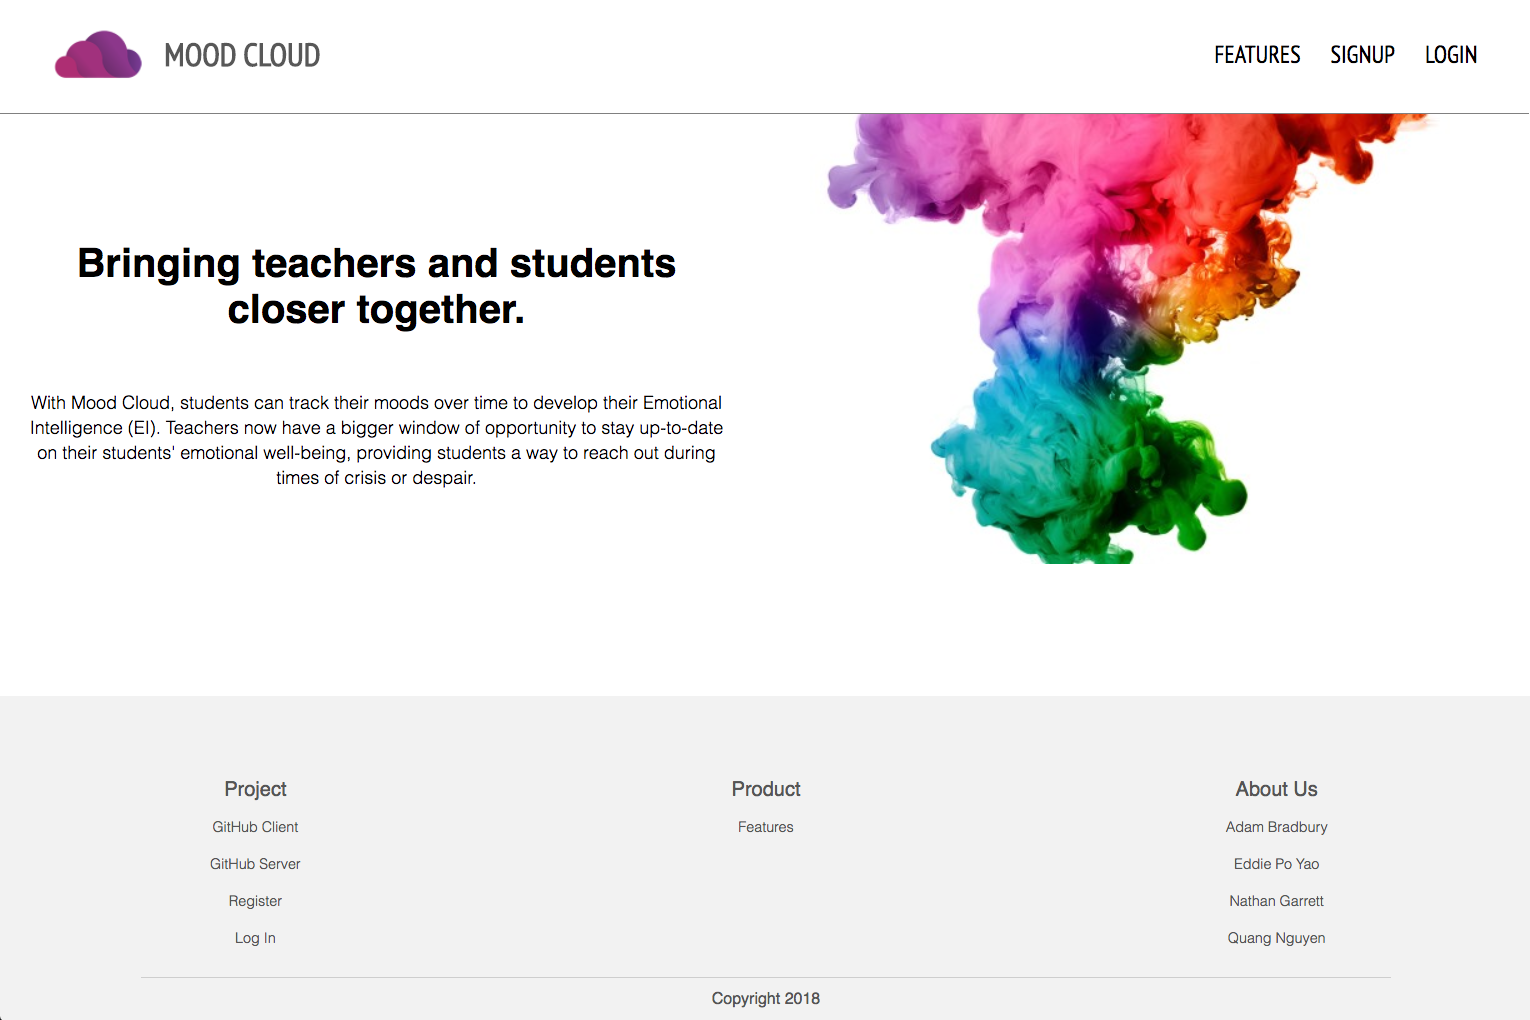 MOOD CLOUD
FEATURES SIGNUP LOGIN
Bringing teachers and students
closer together.
With Mood Cloud, students can track their moods over time to develop their Emotional
Intelligence (EI). Teachers now have a bigger window of opportunity to stay up-to-date
on their students' emotional well-being, providing students a way to reach out during
times of crisis or despair.
Project
GitHub Client
GitHub Server
Register
Log In
Product
Features
About Us
Adam Bradbury
Eddie Po Yao
Nathan Garrett
Quang Nguyen
Copyright 2018